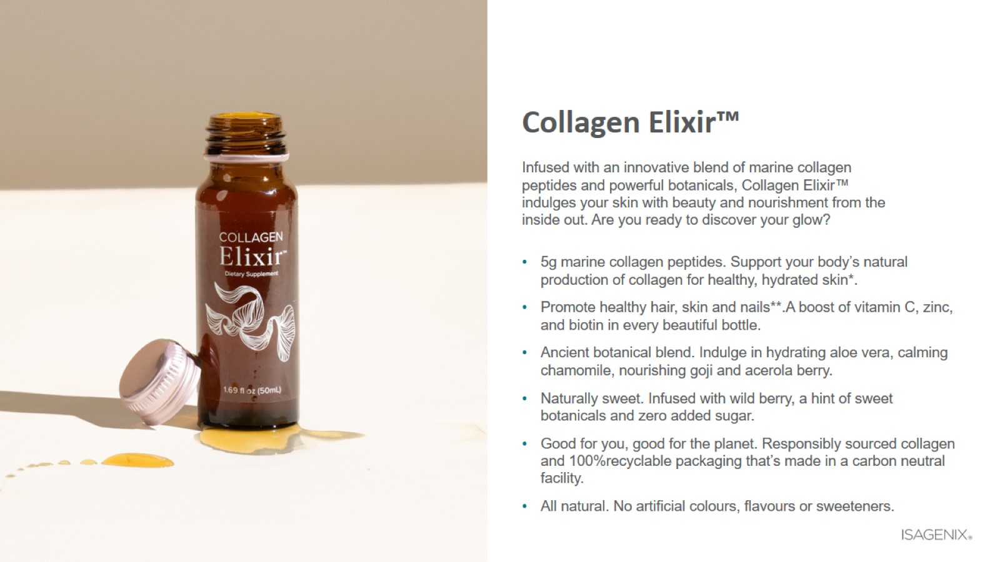 COLLAGEN
Elixir™
Dietary Supplement
1.69 fl oz (50mL)
Collagen Elixir™
Infused with an innovative blend of marine collagen
peptides and powerful botanicals, Collagen Elixir™
indulges your skin with beauty and nourishment from the
inside out. Are you ready to discover your glow?
• 5g marine collagen peptides. Support your body’s natural
production of collagen for healthy, hydrated skin*.
• Promote healthy hair, skin and nails**.A boost of vitamin C, zinc,
and biotin in every beautiful bottle.
• Ancient botanical blend. Indulge in hydrating aloe vera, calming
chamomile, nourishing goji and acerola berry.
• Naturally sweet. Infused with wild berry, a hint of sweet
botanicals and zero added sugar.
• Good for you, good for the planet. Responsibly sourced collagen
and 100%recyclable packaging that’s made in a carbon neutral
facility.
• All natural. No artificial colours, flavours or sweeteners.
ISAGENIX®